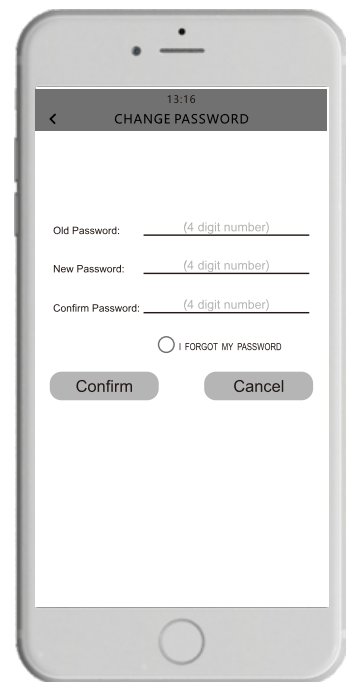 13:16
CHANGE PASSWORD
Old Password: (4 digit number)
New Password: (4 digit number)
Confirm Password: (4 digit number)
I FORGOT MY PASSWORD
Confirm Cancel